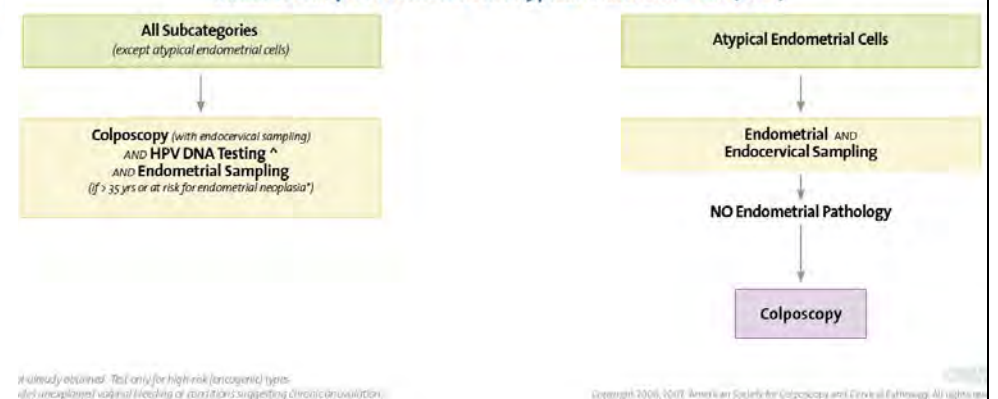 All Subcategories
(except atypical endometrial cells)
Colposcopy (with endocervical sampling)
AND HPV DNA Testing ^
AND Endometrial Sampling
(if > 35 yrs or at risk for endometrial neoplasia*)
Atypical Endometrial Cells
Endometrial AND
Endocervical Sampling
NO Endometrial Pathology
Colposcopy
already obtained. Test only for high-risk (oncogenic) types.
unexplained vaginal bleeding or conditions suggesting chronic anovulation.
Copyright 2006, 2007, American Society for Colposcopy and Cervical Pathology. All rights